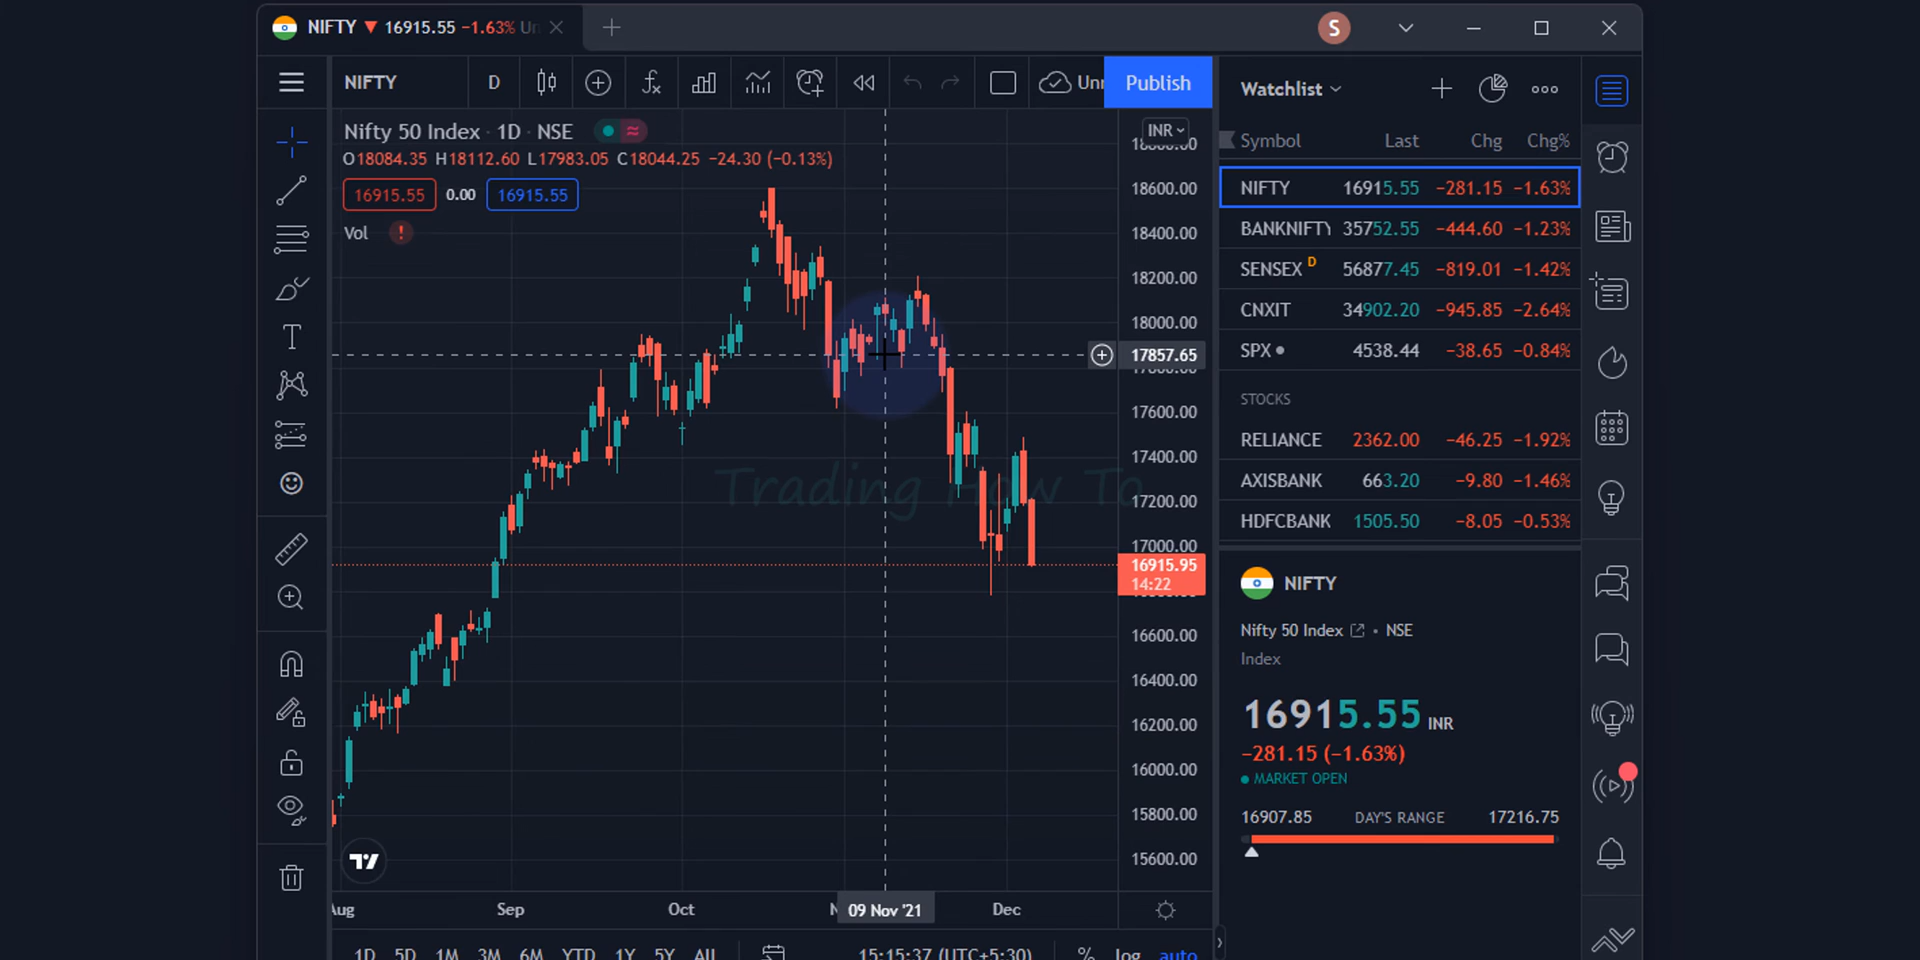 NIFTY 16915.55 -1.63% Un
S
NIFTY D Publish
Nifty 50 Index · 1D · NSE
O18084.35 H18112.60 L17983.05 C18044.25 −24.30 (−0.13%)
16915.55 0.00 16915.55
Vol !
INR
18600.00
18400.00
18200.00
18000.00
17857.65
17600.00
17400.00
17200.00
17000.00
16915.95
14:22
16600.00
16400.00
16200.00
16000.00
15800.00
15600.00
Trading How To
Aug Sep Oct 09 Nov '21 Dec
1D 5D 1M 3M 6M YTD 1Y 5Y All 15:15:37 (UTC+5:30) % log auto
Watchlist
Symbol Last Chg Chg%
NIFTY 16915.55 −281.15 −1.63%
BANKNIFTY 35752.55 −444.60 −1.23%
SENSEX D 56877.45 −819.01 −1.42%
CNXIT 34902.20 −945.85 −2.64%
SPX 4538.44 −38.65 −0.84%
STOCKS
RELIANCE 2362.00 −46.25 −1.92%
AXISBANK 663.20 −9.80 −1.46%
HDFCBANK 1505.50 −8.05 −0.53%
NIFTY
Nifty 50 Index • NSE
Index
16915.55 INR
−281.15 (−1.63%)
MARKET OPEN
16907.85 DAY'S RANGE 17216.75